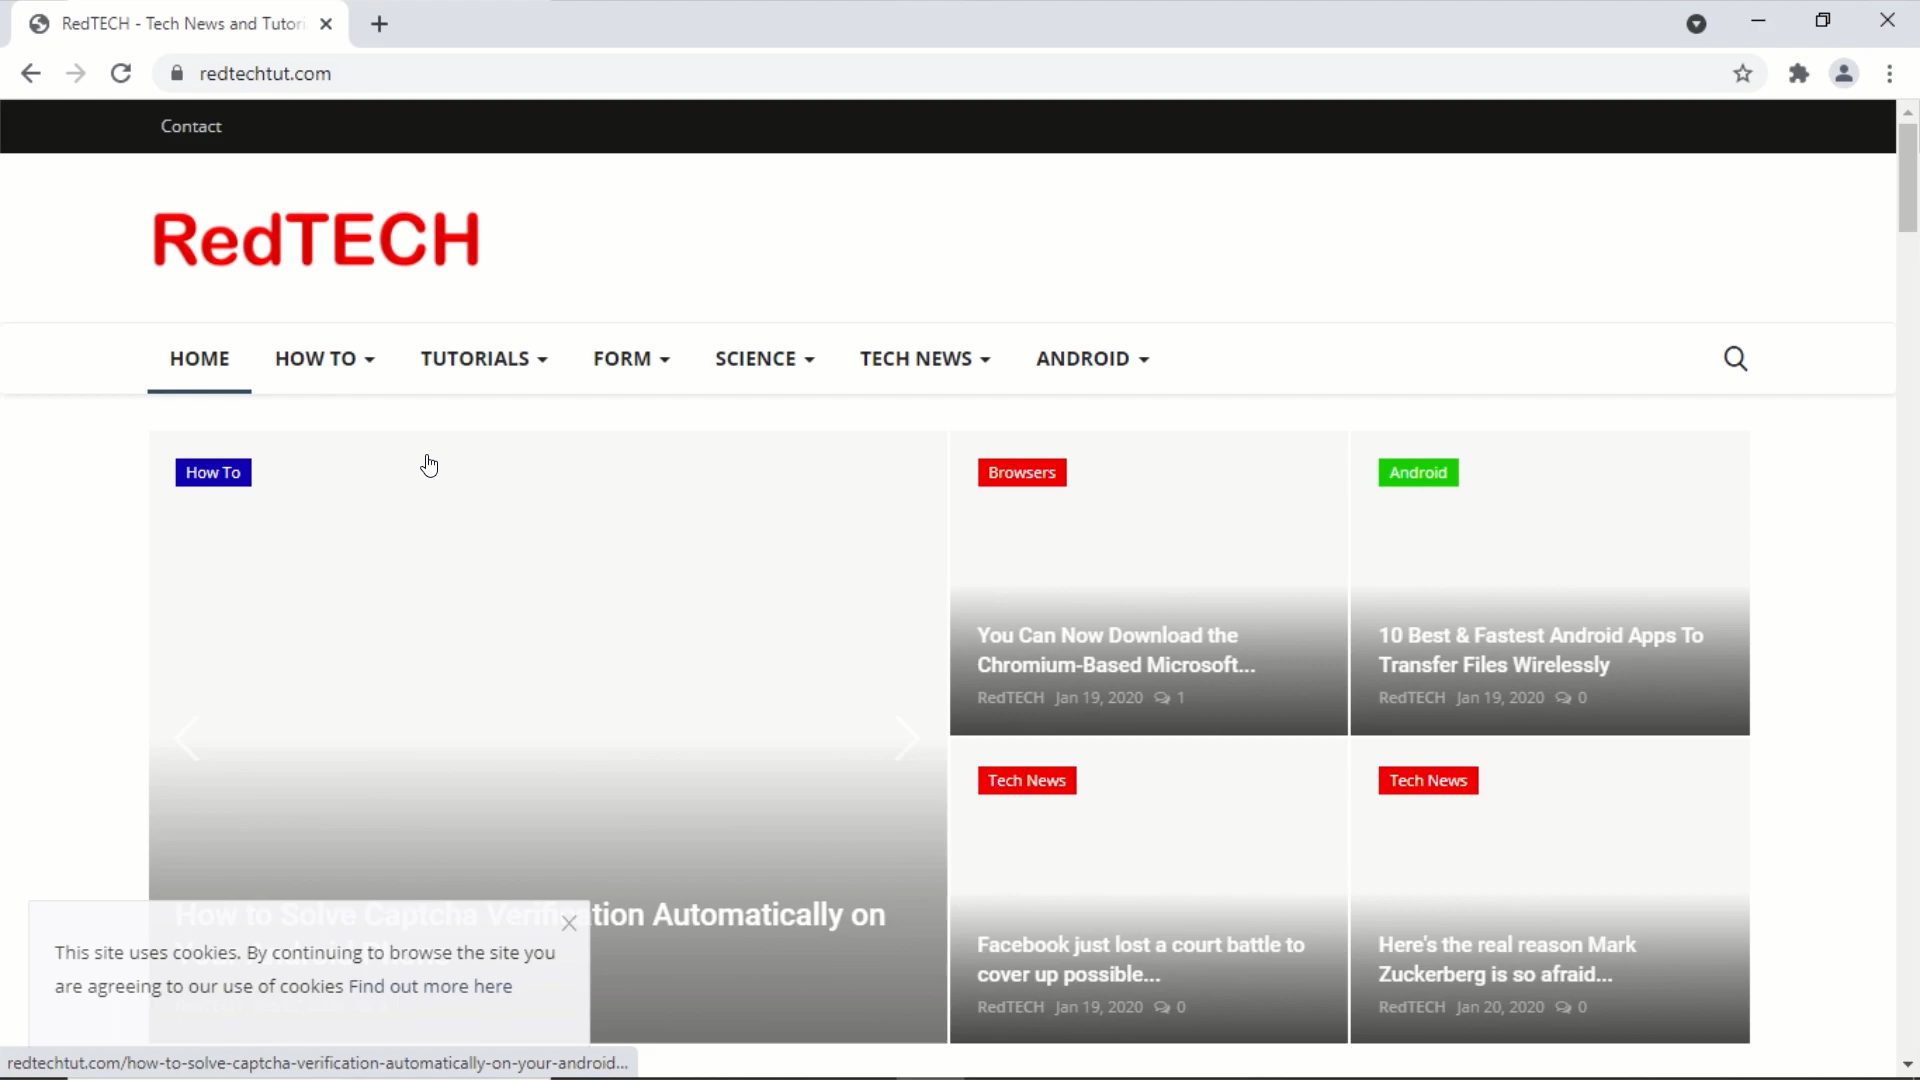 RedTECH - Tech News and Tutor
redtechtut.com
Contact
RedTECH
HOME
HOW TO
TUTORIALS
FORM
SCIENCE
TECH NEWS
ANDROID
How To
How to Solve Captcha Verification Automatically on
Browsers
You Can Now Download the
Chromium-Based Microsoft...
RedTECH Jan 19, 2020 1
Android
10 Best & Fastest Android Apps To
Transfer Files Wirelessly
RedTECH Jan 19, 2020 0
Tech News
Facebook just lost a court battle to
cover up possible...
RedTECH Jan 19, 2020 0
Tech News
Here's the real reason Mark
Zuckerberg is so afraid...
RedTECH Jan 20, 2020 0
This site uses cookies. By continuing to browse the site you
are agreeing to our use of cookies Find out more here
redtechtut.com/how-to-solve-captcha-verification-automatically-on-your-android...